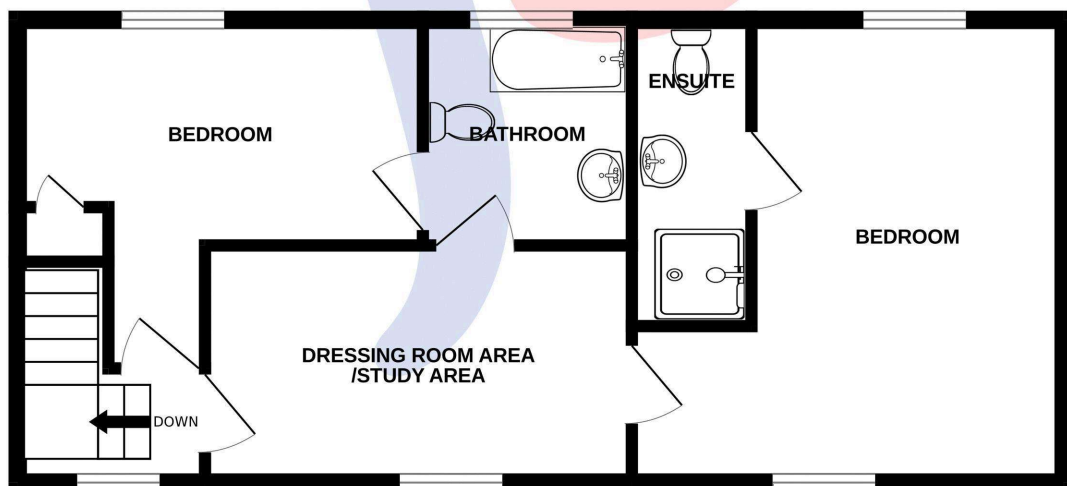 BEDROOM
BATHROOM
ENSUITE
BEDROOM
DRESSING ROOM AREA
/STUDY AREA
DOWN